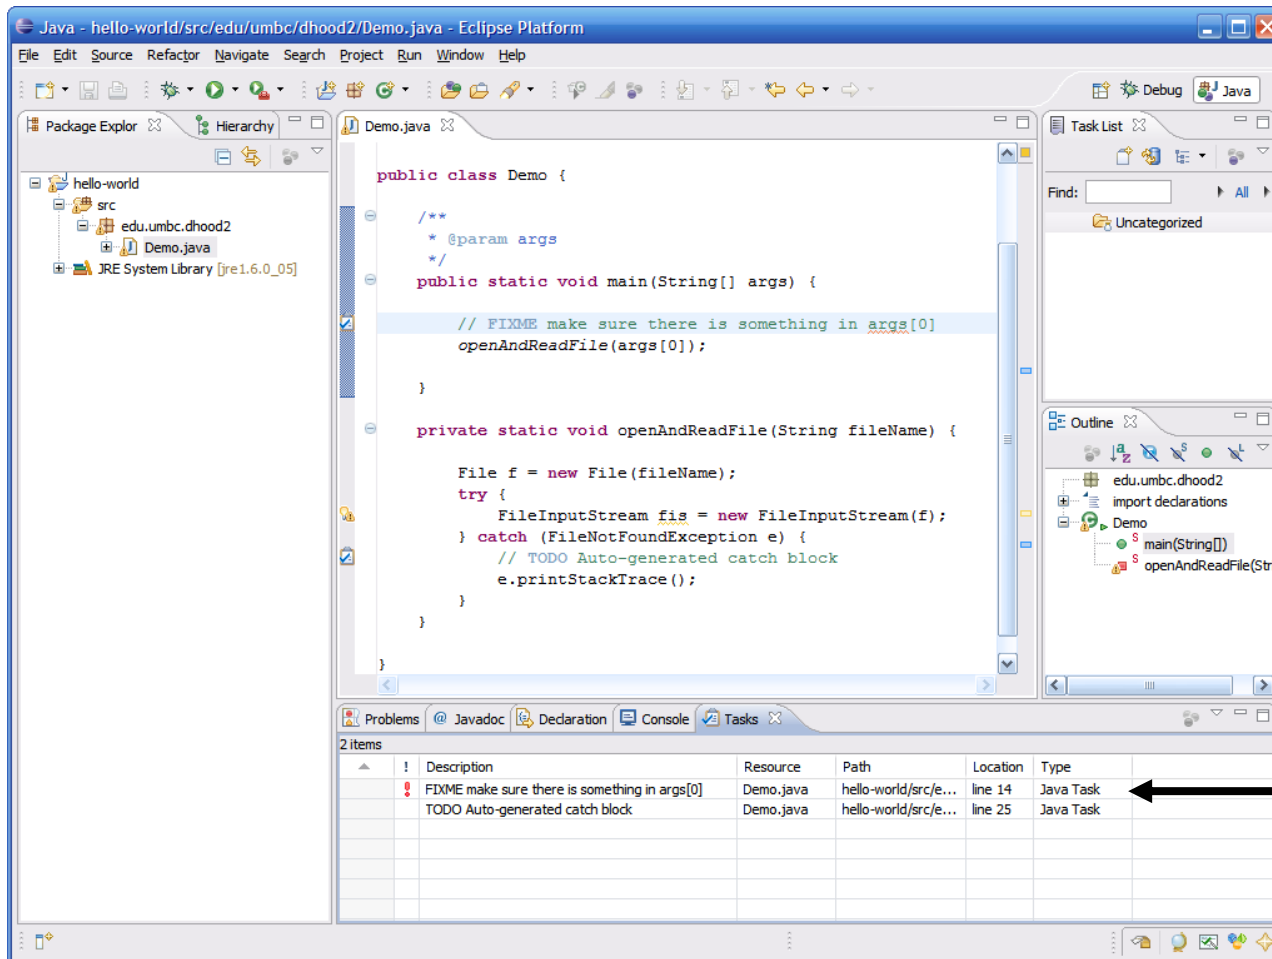 Java - hello-world/src/edu/umbc/dhood2/Demo.java - Eclipse Platform
File Edit Source Refactor Navigate Search Project Run Window Help
Debug Java
Package Explor Hierarchy
hello-world
src
edu.umbc.dhood2
Demo.java
JRE System Library [jre1.6.0_05]
Demo.java
public class Demo {
/**
* @param args
*/
public static void main(String[] args) {
// FIXME make sure there is something in args[0]
openAndReadFile(args[0]);
}
private static void openAndReadFile(String fileName) {
File f = new File(fileName);
try {
FileInputStream fis = new FileInputStream(f);
} catch (FileNotFoundException e) {
// TODO Auto-generated catch block
e.printStackTrace();
}
}
}
Task List
Find: All
Uncategorized
Outline
edu.umbc.dhood2
import declarations
Demo
main(String[])
openAndReadFile(Str
Problems @ Javadoc Declaration Console Tasks
2 items
! Description Resource Path Location Type
FIXME make sure there is something in args[0] Demo.java hello-world/src/e... line 14 Java Task
TODO Auto-generated catch block Demo.java hello-world/src/e... line 25 Java Task